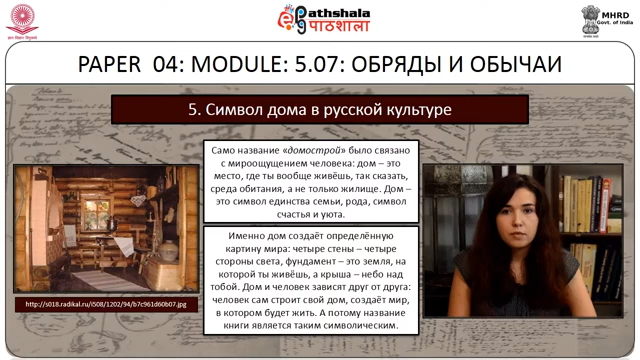 Pathshala
पाठशाला
MHRD
Govt. of India
PAPER 04: MODULE: 5.07: ОБРЯДЫ И ОБЫЧАИ
5. Символ дома в русской культуре
Само название «домострой» было связано
с мироощущением человека: дом – это
место, где ты вообще живёшь, так сказать,
среда обитания, а не только жилище. Дом –
это символ единства семьи, рода, символ
счастья и уюта.
Именно дом создаёт определённую
картину мира: четыре стены – четыре
стороны света, фундамент – это земля, на
которой ты живёшь, а крыша – небо над
тобой. Дом и человек зависят друг от друга:
человек сам строит свой дом, создаёт мир,
в котором будет жить. А потому название
книги является таким символическим.
http://s018.radikal.ru/i508/1202/94/b7c961d60b07.jpg